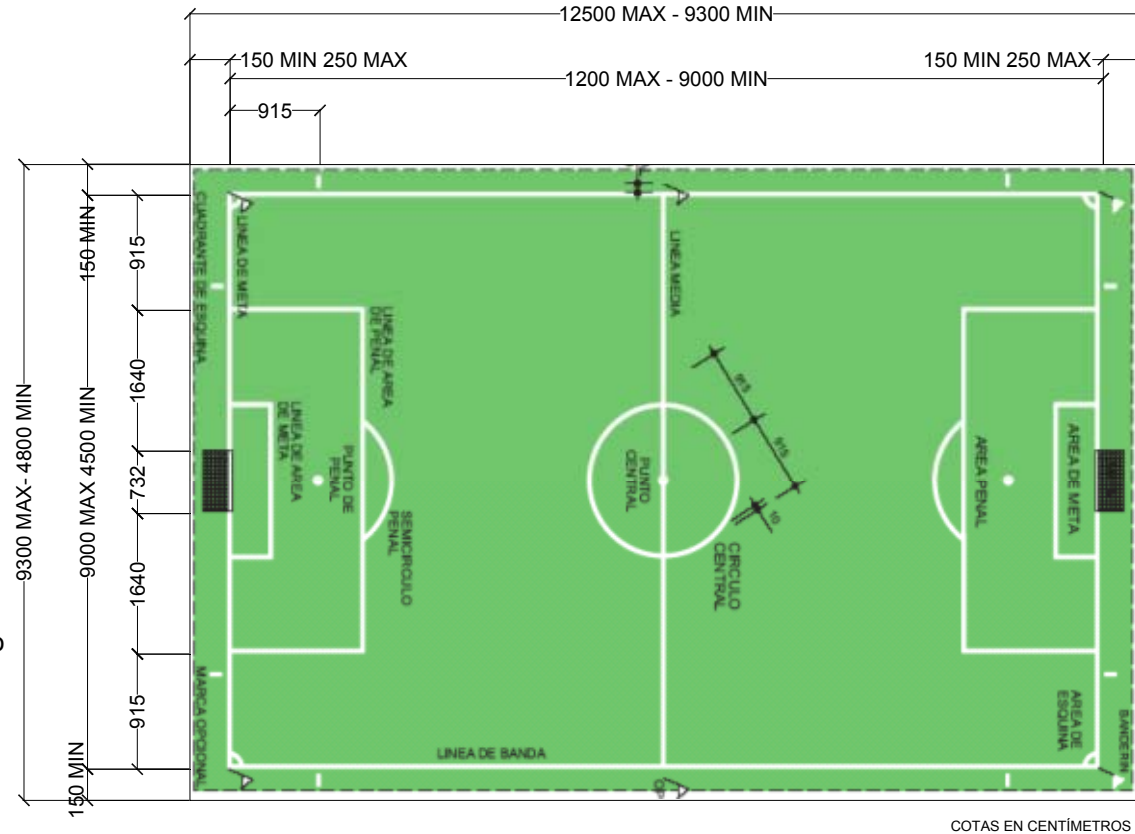 12500 MAX - 9300 MIN
150 MIN 250 MAX
150 MIN 250 MAX
1200 MAX - 9000 MIN
915
9300 MAX- 4800 MIN
9000 MAX 4500 MIN
150 MIN
150 MIN
915
1640
732
1640
915
CUADRANTE DE ESQUINA
LINEA DE META
LINEA DE AREA
DE PENAL
LINEA DE AREA
DE META
PUNTO DE
PENAL
SEMICIRCULO
PENAL
MARCA OPCIONAL
LINEA DE BANDA
LINEA MEDIA
915
915
10
PUNTO
CENTRAL
CIRCULO
CENTRAL
AREA PENAL
AREA DE META
AREA DE
ESQUINA
BANDERIN
OP
COTAS EN CENTÍMETROS